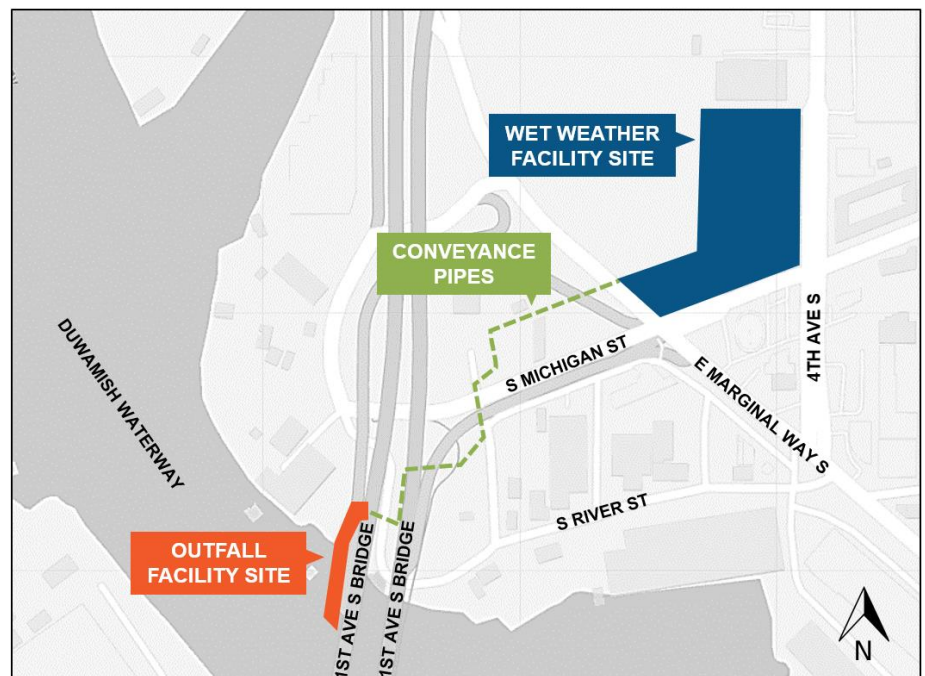 WET WEATHER
FACILITY SITE
CONVEYANCE
PIPES
DUWAMISH WATERWAY
S MICHIGAN ST
4TH AVE S
E MARGINAL WAY S
S RIVER ST
OUTFALL
FACILITY SITE
1ST AVE S BRIDGE
1ST AVE S BRIDGE
N